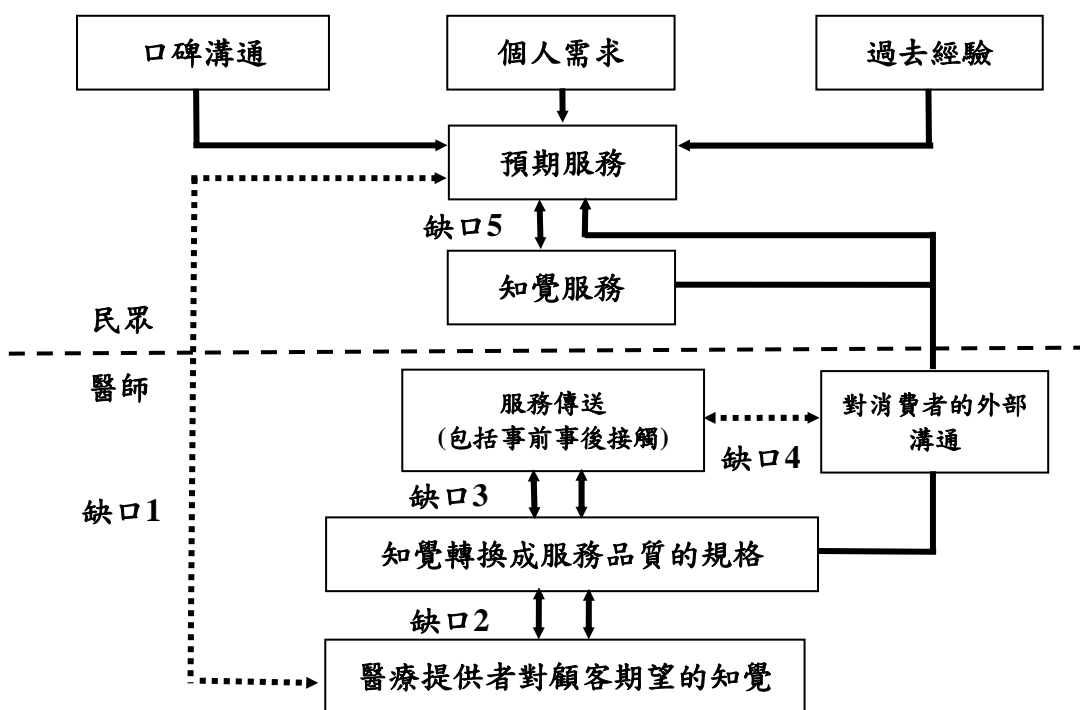 口碑溝通
個人需求
過去經驗
預期服務
缺口5
知覺服務
民眾
醫師
服務傳送
(包括事前事後接觸)
對消費者的外部
溝通
缺口4
缺口3
缺口1
知覺轉換成服務品質的規格
缺口2
醫療提供者對顧客期望的知覺